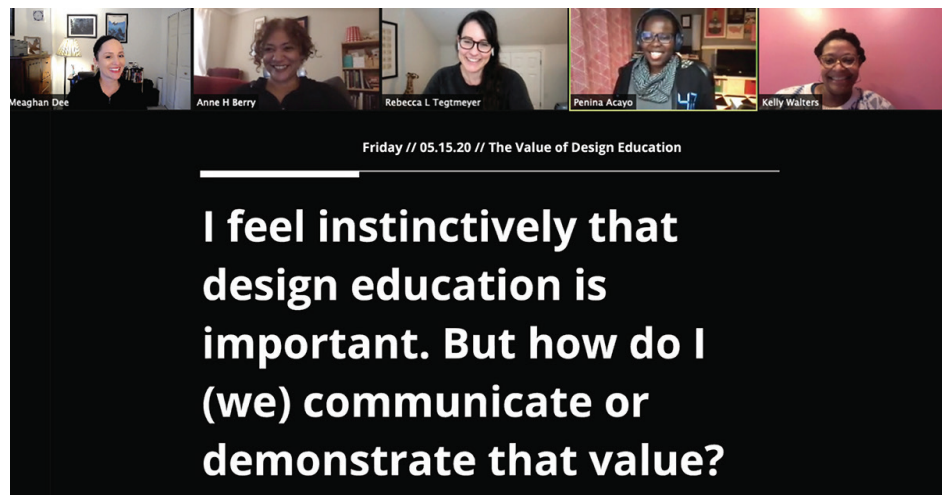 Meaghan Dee
Anne H Berry
Rebecca L Tegtmeyer
Penina Acayo
Kelly Walters
Friday // 05.15.20 // The Value of Design Education
I feel instinctively that
design education is
important. But how do I
(we) communicate or
demonstrate that value?